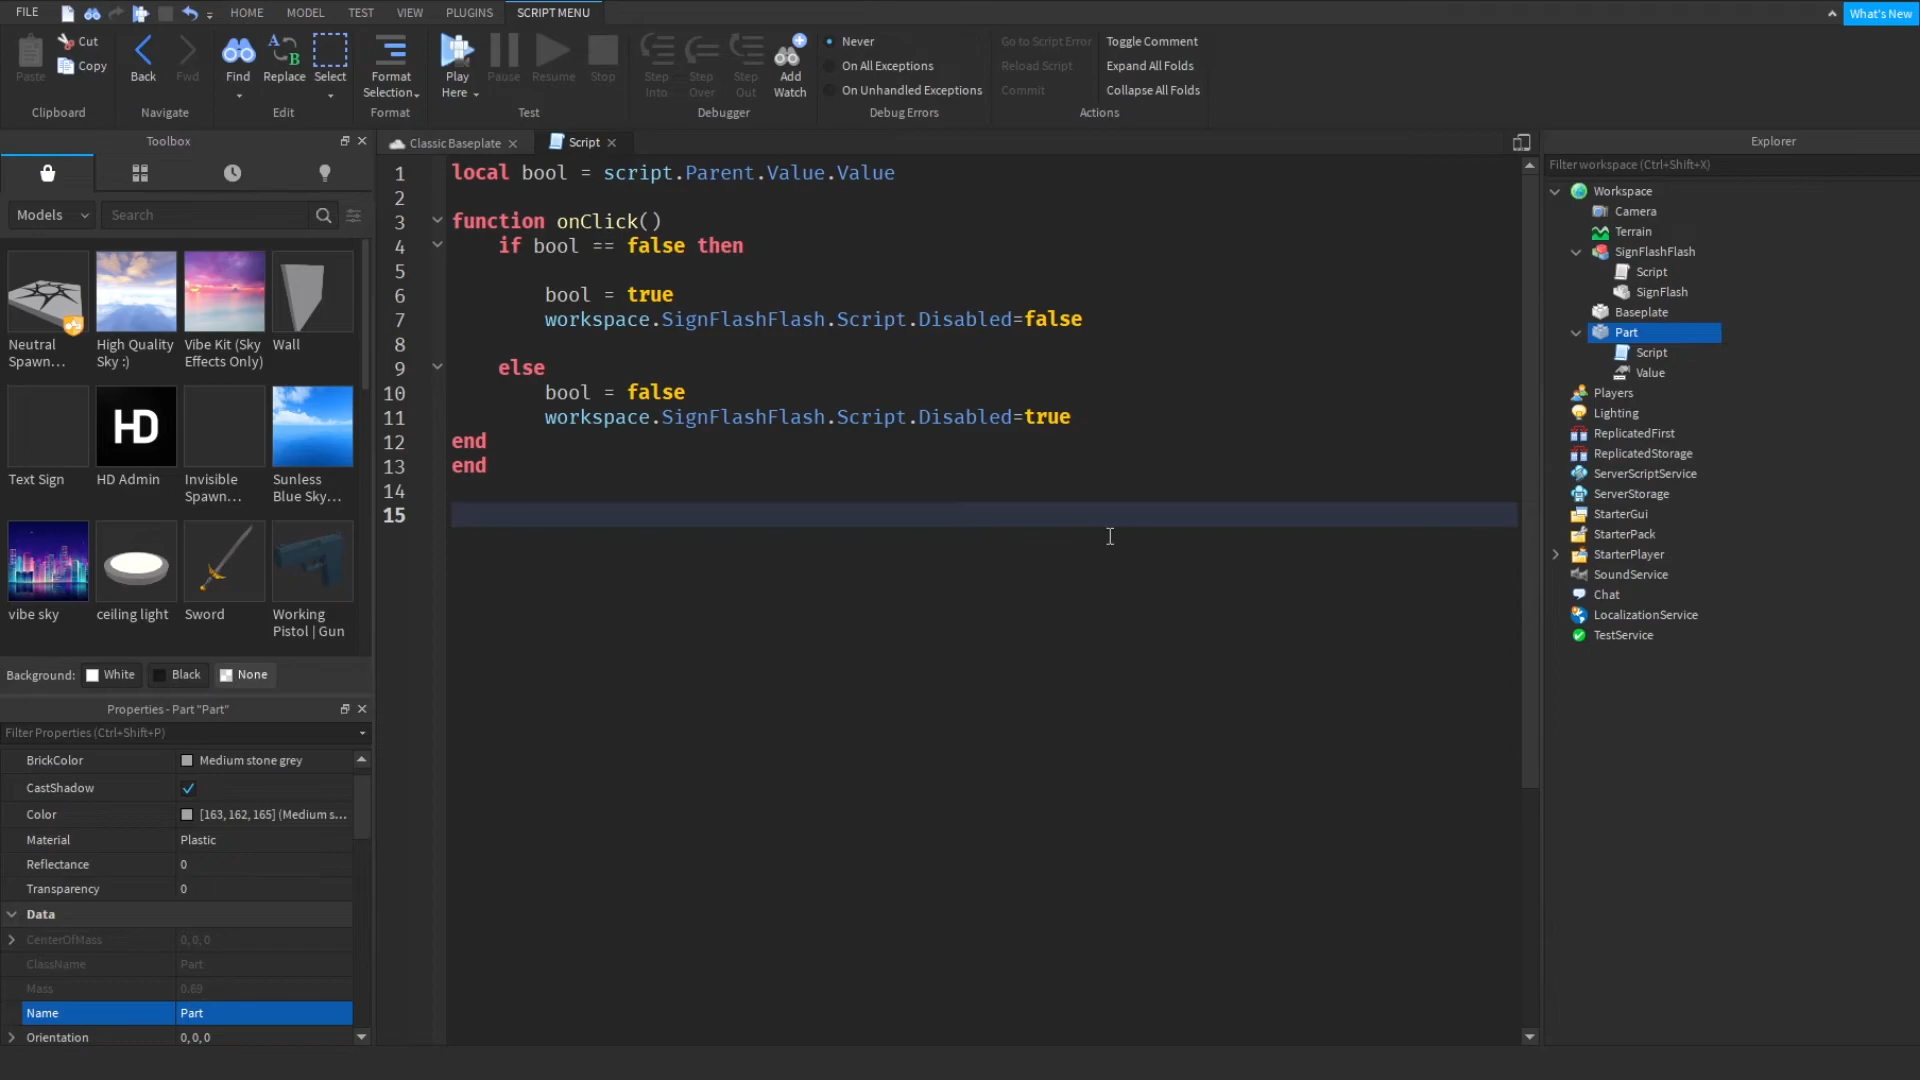 FILE HOME MODEL TEST VIEW PLUGINS SCRIPT MENU What's New
Paste Cut Copy
Clipboard
Back Fwd
Navigate
Find Replace Select
Edit
Format Selection
Format
Play Here Pause Resume Stop
Test
Step Into Step Over Step Out Add Watch
Debugger
Never
On All Exceptions
On Unhandled Exceptions
Debug Errors
Go to Script Error
Reload Script
Commit
Toggle Comment
Expand All Folds
Collapse All Folds
Actions
Toolbox
Models Search
Neutral Spawn...
High Quality Sky :)
Vibe Kit (Sky Effects Only)
Wall
Text Sign
HD
HD Admin
Invisible Spawn...
Sunless Blue Sky...
vibe sky
ceiling light
Sword
Working Pistol | Gun
Background: White Black None
Properties - Part "Part"
Filter Properties (Ctrl+Shift+P)
BrickColor Medium stone grey
CastShadow
Color [163, 162, 165] (Medium s...
Material Plastic
Reflectance 0
Transparency 0
Data
CenterOfMass 0, 0, 0
ClassName Part
Mass 0.69
Name Part
Orientation 0, 0, 0
Classic Baseplate Script
1 local bool = script.Parent.Value.Value
2
3 function onClick()
4 if bool == false then
5
6 bool = true
7 workspace.SignFlashFlash.Script.Disabled=false
8
9 else
10 bool = false
11 workspace.SignFlashFlash.Script.Disabled=true
12 end
13 end
14
15
Explorer
Filter workspace (Ctrl+Shift+X)
Workspace
Camera
Terrain
SignFlashFlash
Script
SignFlash
Baseplate
Part
Script
Value
Players
Lighting
ReplicatedFirst
ReplicatedStorage
ServerScriptService
ServerStorage
StarterGui
StarterPack
StarterPlayer
SoundService
Chat
LocalizationService
TestService